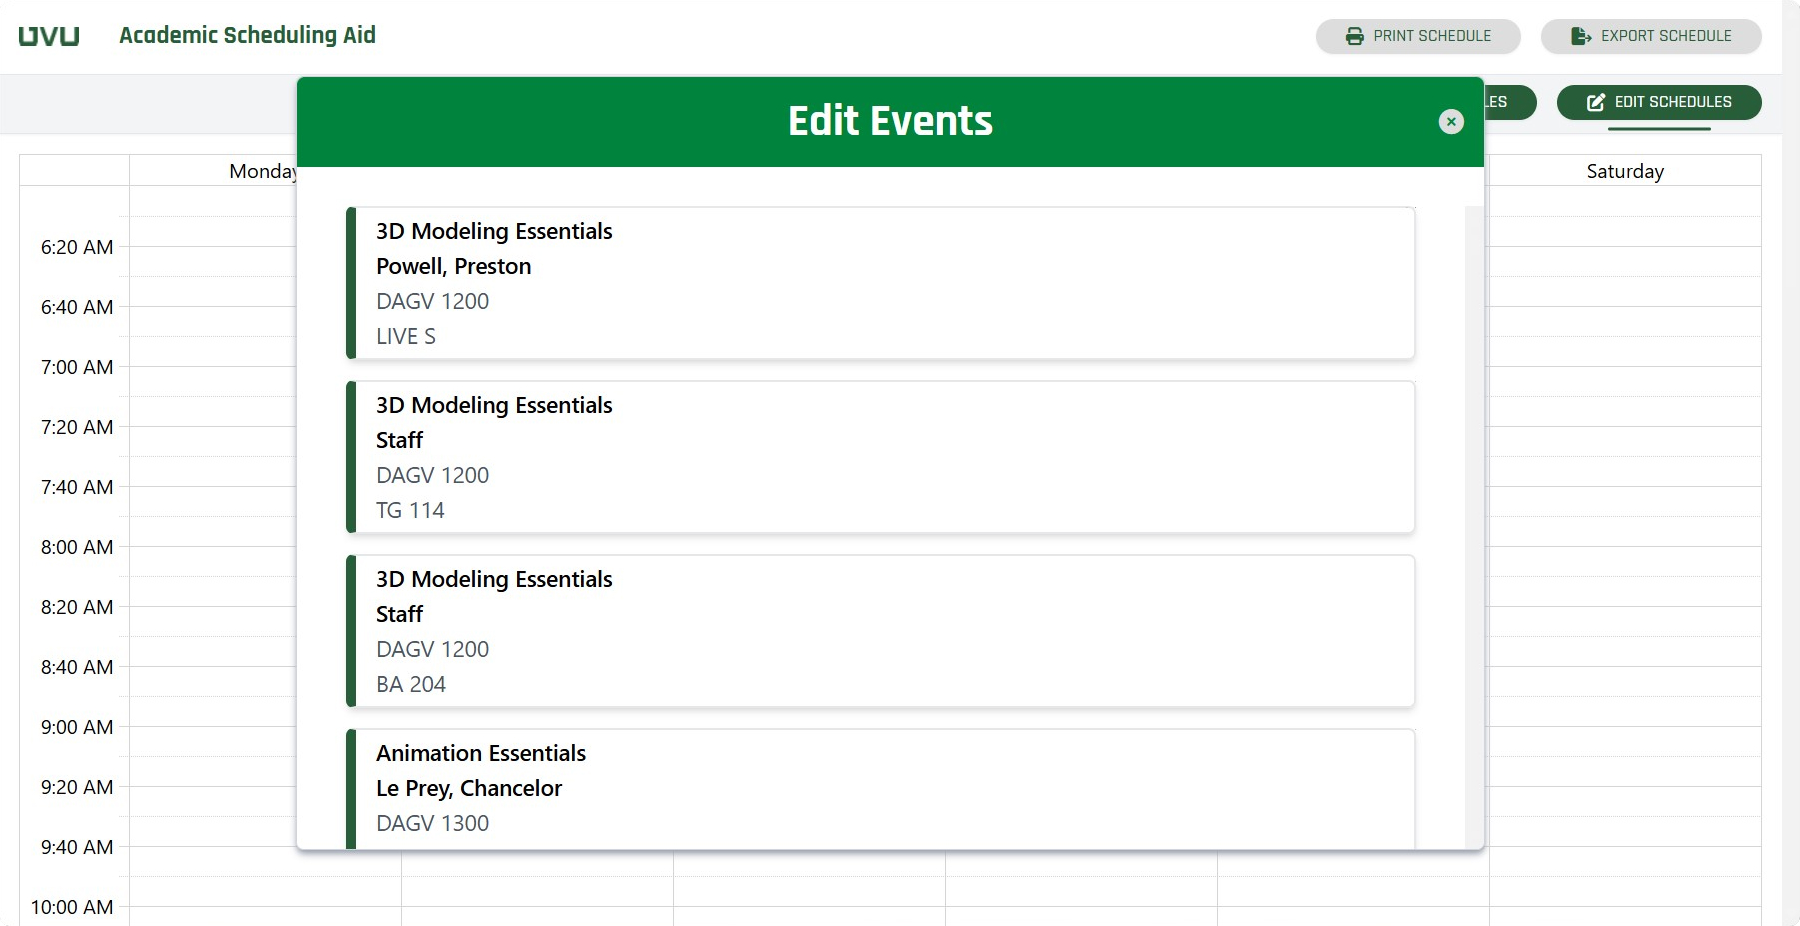 UVU
Academic Scheduling Aid
PRINT SCHEDULE
EXPORT SCHEDULE
LES
EDIT SCHEDULES
Edit Events
Monday
Saturday
6:20 AM
6:40 AM
7:00 AM
7:20 AM
7:40 AM
8:00 AM
8:20 AM
8:40 AM
9:00 AM
9:20 AM
9:40 AM
10:00 AM
3D Modeling Essentials
Powell, Preston
DAGV 1200
LIVE S
3D Modeling Essentials
Staff
DAGV 1200
TG 114
3D Modeling Essentials
Staff
DAGV 1200
BA 204
Animation Essentials
Le Prey, Chancelor
DAGV 1300